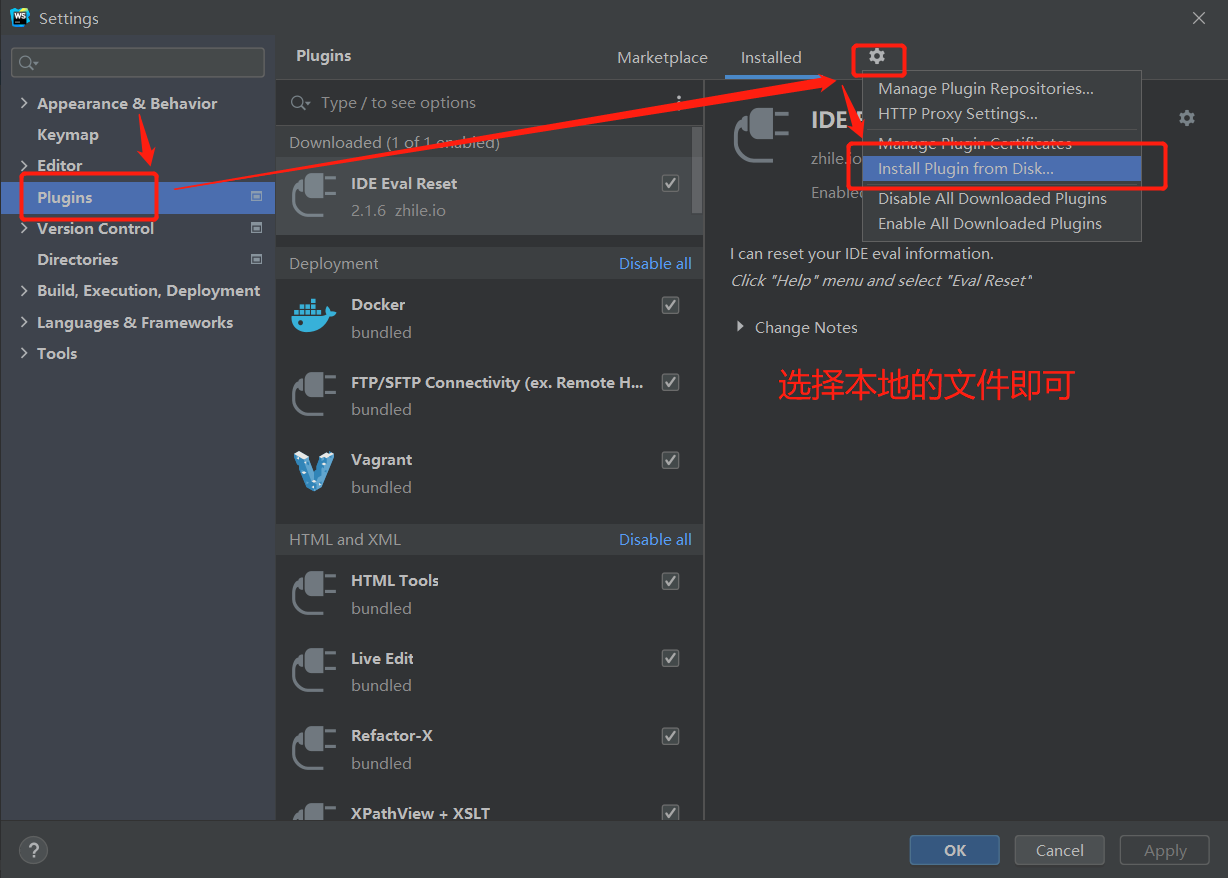 WS Settings
Plugins
Marketplace
Installed
Appearance & Behavior
Keymap
Editor
Plugins
Version Control
Directories
Build, Execution, Deployment
Languages & Frameworks
Tools
Type / to see options
Downloaded (1 of 1 enabled)
IDE Eval Reset
2.1.6 zhile.io
Deployment
Disable all
Docker
bundled
FTP/SFTP Connectivity (ex. Remote H...
bundled
Vagrant
bundled
HTML and XML
Disable all
HTML Tools
bundled
Live Edit
bundled
Refactor-X
bundled
XPathView + XSLT
Manage Plugin Repositories...
HTTP Proxy Settings...
Manage Plugin Certificates
Install Plugin from Disk...
Disable All Downloaded Plugins
Enable All Downloaded Plugins
IDE
zhile.io
Enabled
I can reset your IDE eval information.
Click "Help" menu and select "Eval Reset"
Change Notes
选择本地的文件即可
?
OK
Cancel
Apply